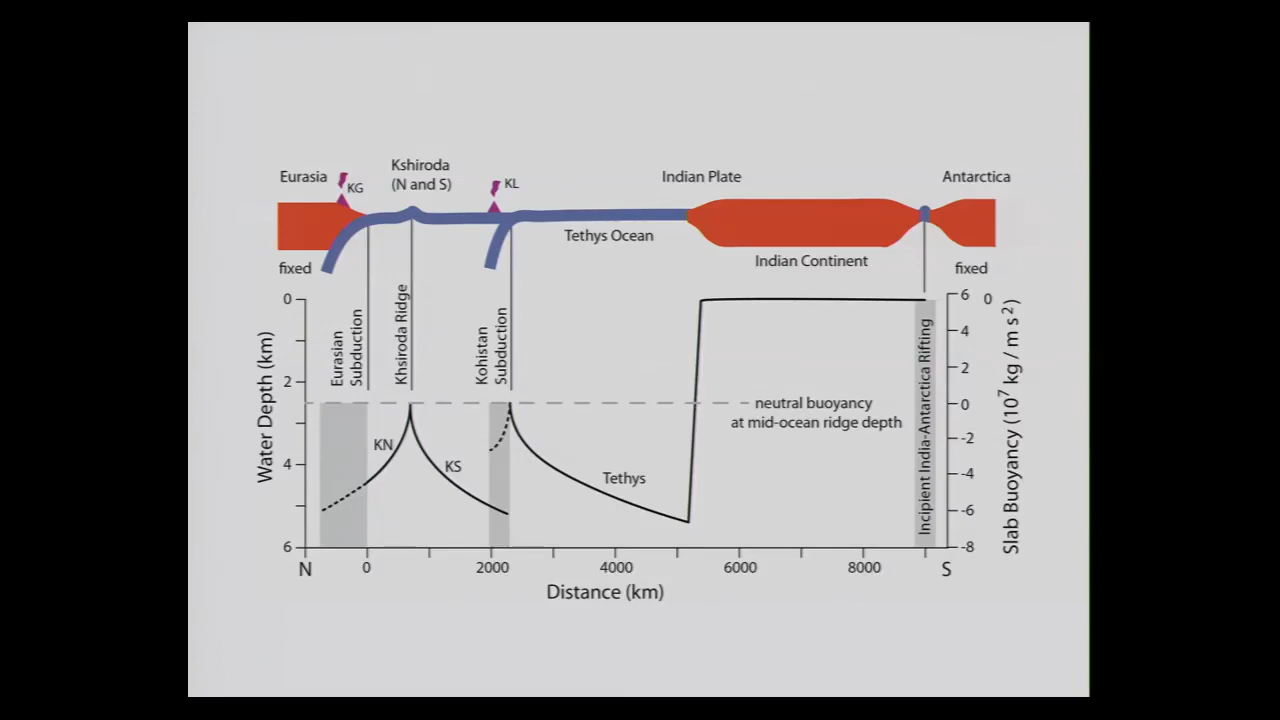 Kshiroda
(N and S)
Eurasia
KG
KL
Indian Plate
Antarctica
Tethys Ocean
Indian Continent
fixed
fixed
Eurasian
Subduction
Khsiroda Ridge
Kohistan
Subduction
Incipient India-Antarctica Rifting
Water Depth (km)
0
2
4
6
6
0
4
2
0
-2
-4
-6
-8
Slab Buoyancy (10⁷ kg / m s²)
neutral buoyancy
at mid-ocean ridge depth
KN
KS
Tethys
N
0
2000
4000
6000
8000
S
Distance (km)